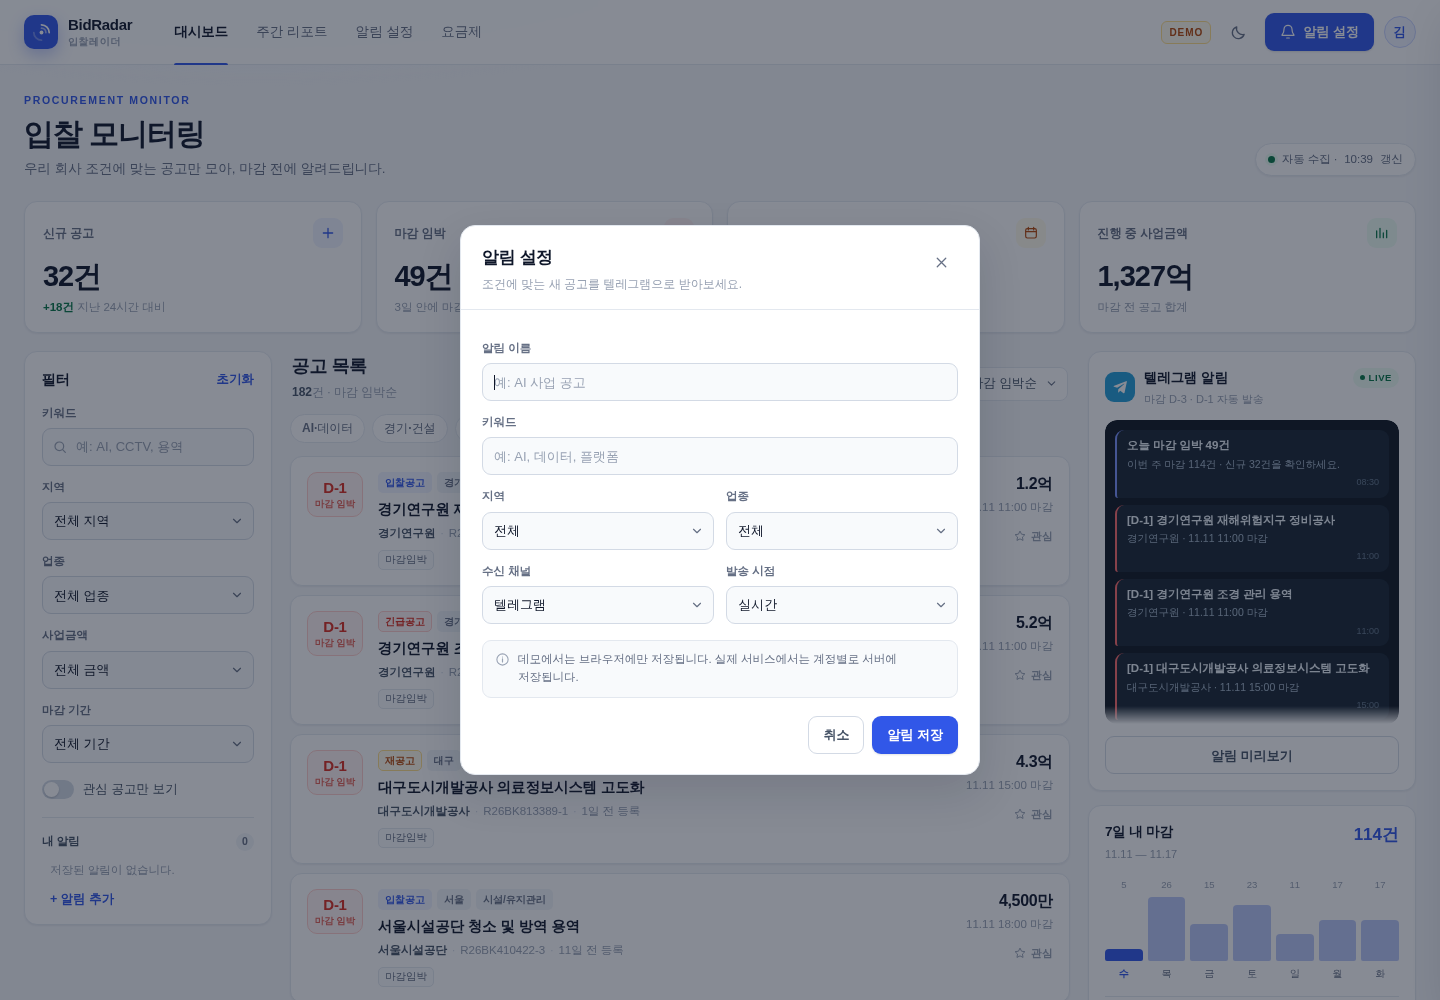 BidRadar
입찰레이더
대시보드
주간 리포트
알림 설정
요금제
DEMO
알림 설정
김
PROCUREMENT MONITOR
입찰 모니터링
우리 회사 조건에 맞는 공고만 모아, 마감 전에 알려드립니다.
자동 수집 · 10:39 갱신
신규 공고
32건
+18건 지난 24시간 대비
마감 임박
49건
3일 안에 마감
진행 중 사업금액
1,327억
마감 전 공고 합계
필터
초기화
키워드
예: AI, CCTV, 용역
지역
전체 지역
업종
전체 업종
사업금액
전체 금액
마감 기간
전체 기간
관심 공고만 보기
내 알림
0
저장된 알림이 없습니다.
+ 알림 추가
공고 목록
182건 · 마감 임박순
마감 임박순
AI·데이터
경기·건설
D-1
마감 임박
입찰공고
경기
경기연구원
경기연구원
마감임박
1.2억
11 11:00 마감
관심
D-1
마감 임박
긴급공고
경기
경기연구원
경기연구원
마감임박
5.2억
11 11:00 마감
관심
D-1
마감 임박
재공고
대구
대구도시개발공사 의료정보시스템 고도화
대구도시개발공사 · R26BK813389-1 · 1일 전 등록
마감임박
4.3억
11.11 15:00 마감
관심
D-1
마감 임박
입찰공고
서울
시설/유지관리
서울시설공단 청소 및 방역 용역
서울시설공단 · R26BK410422-3 · 11일 전 등록
마감임박
4,500만
11.11 18:00 마감
관심
알림 설정
조건에 맞는 새 공고를 텔레그램으로 받아보세요.
알림 이름
예: AI 사업 공고
키워드
예: AI, 데이터, 플랫폼
지역
업종
전체
전체
수신 채널
발송 시점
텔레그램
실시간
데모에서는 브라우저에만 저장됩니다. 실제 서비스에서는 계정별로 서버에
저장됩니다.
취소
알림 저장
텔레그램 알림
LIVE
마감 D-3 · D-1 자동 발송
오늘 마감 임박 49건
이번 주 마감 114건 · 신규 32건을 확인하세요.
08:30
[D-1] 경기연구원 재해위험지구 정비공사
경기연구원 · 11.11 11:00 마감
11:00
[D-1] 경기연구원 조경 관리 용역
경기연구원 · 11.11 11:00 마감
11:00
[D-1] 대구도시개발공사 의료정보시스템 고도화
대구도시개발공사 · 11.11 15:00 마감
15:00
알림 미리보기
7일 내 마감
114건
11.11 — 11.17
5 26 15 23 11 17 17
수 목 금 토 일 월 화